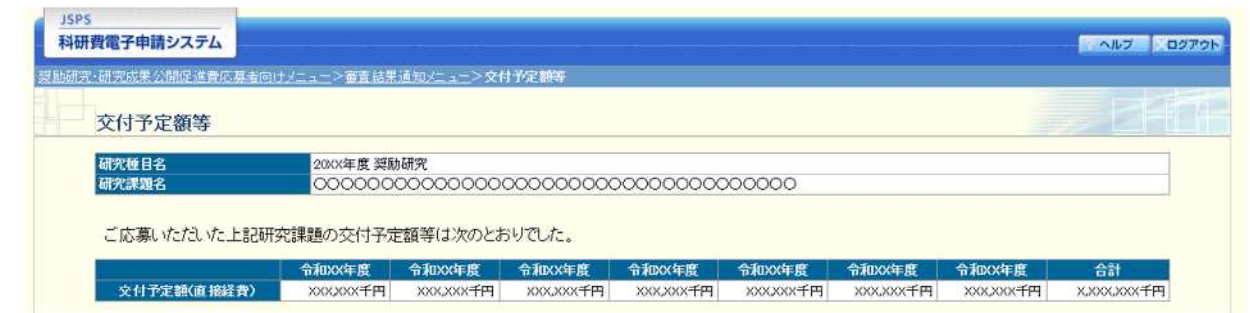 JSPS
科研費電子申請システム
ヘルプ ログアウト
奨励研究・研究成果公開促進費応募者向けメニュー>審査結果通知メニュー>交付予定額等
交付予定額等
研究種目名 20XX年度 奨励研究
研究課題名 ○○○○○○○○○○○○○○○○○○○○○○○○○○○○○○○○○○○○
ご応募いただいた上記研究課題の交付予定額等は次のとおりでした。
令和XX年度 令和XX年度 令和XX年度 令和XX年度 令和XX年度 令和XX年度 令和XX年度 合計
交付予定額(直接経費) XXX,XXX千円 XXX,XXX千円 XXX,XXX千円 XXX,XXX千円 XXX,XXX千円 XXX,XXX千円 XXX,XXX千円 X,XXX,XXX千円